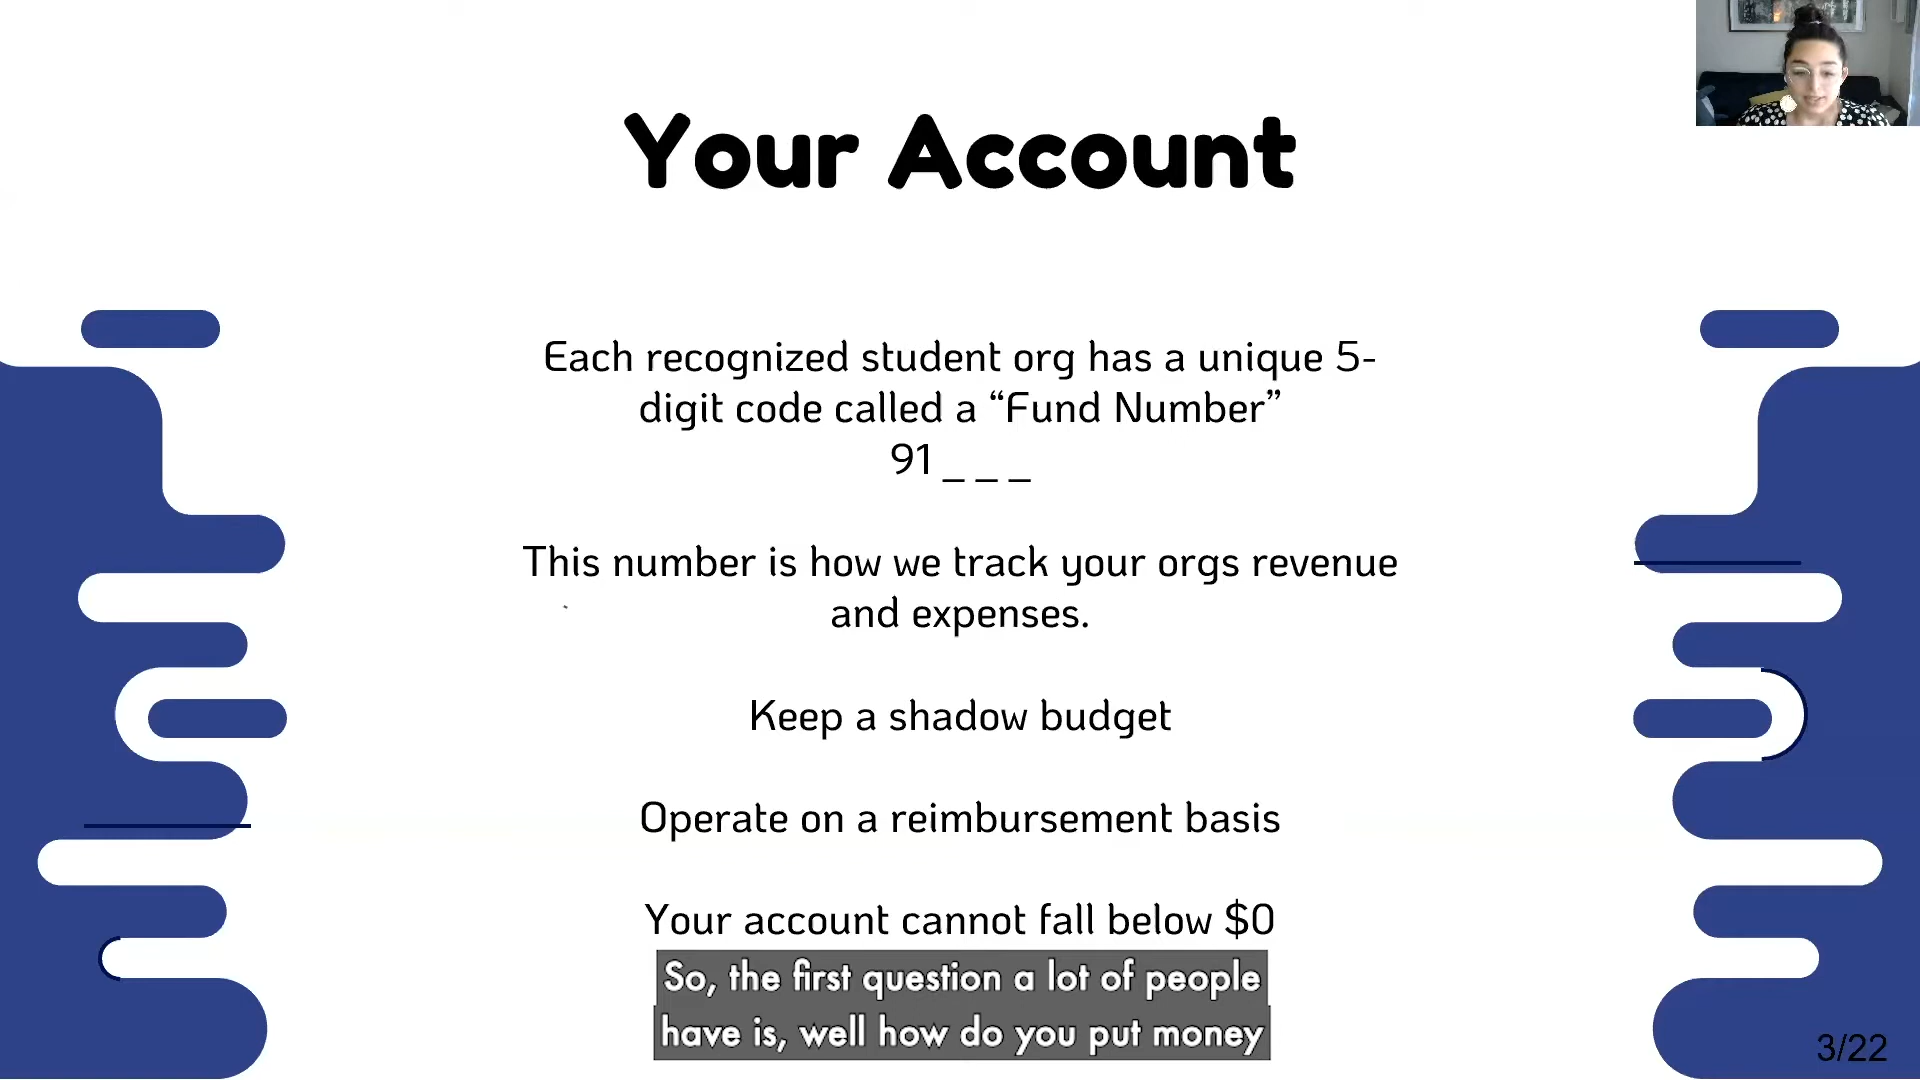 Your Account
Each recognized student org has a unique 5-
digit code called a “Fund Number”
91_ _ _
This number is how we track your orgs revenue
and expenses.
Keep a shadow budget
Operate on a reimbursement basis
Your account cannot fall below $0
So, the first question a lot of people
have is, well how do you put money
3/22